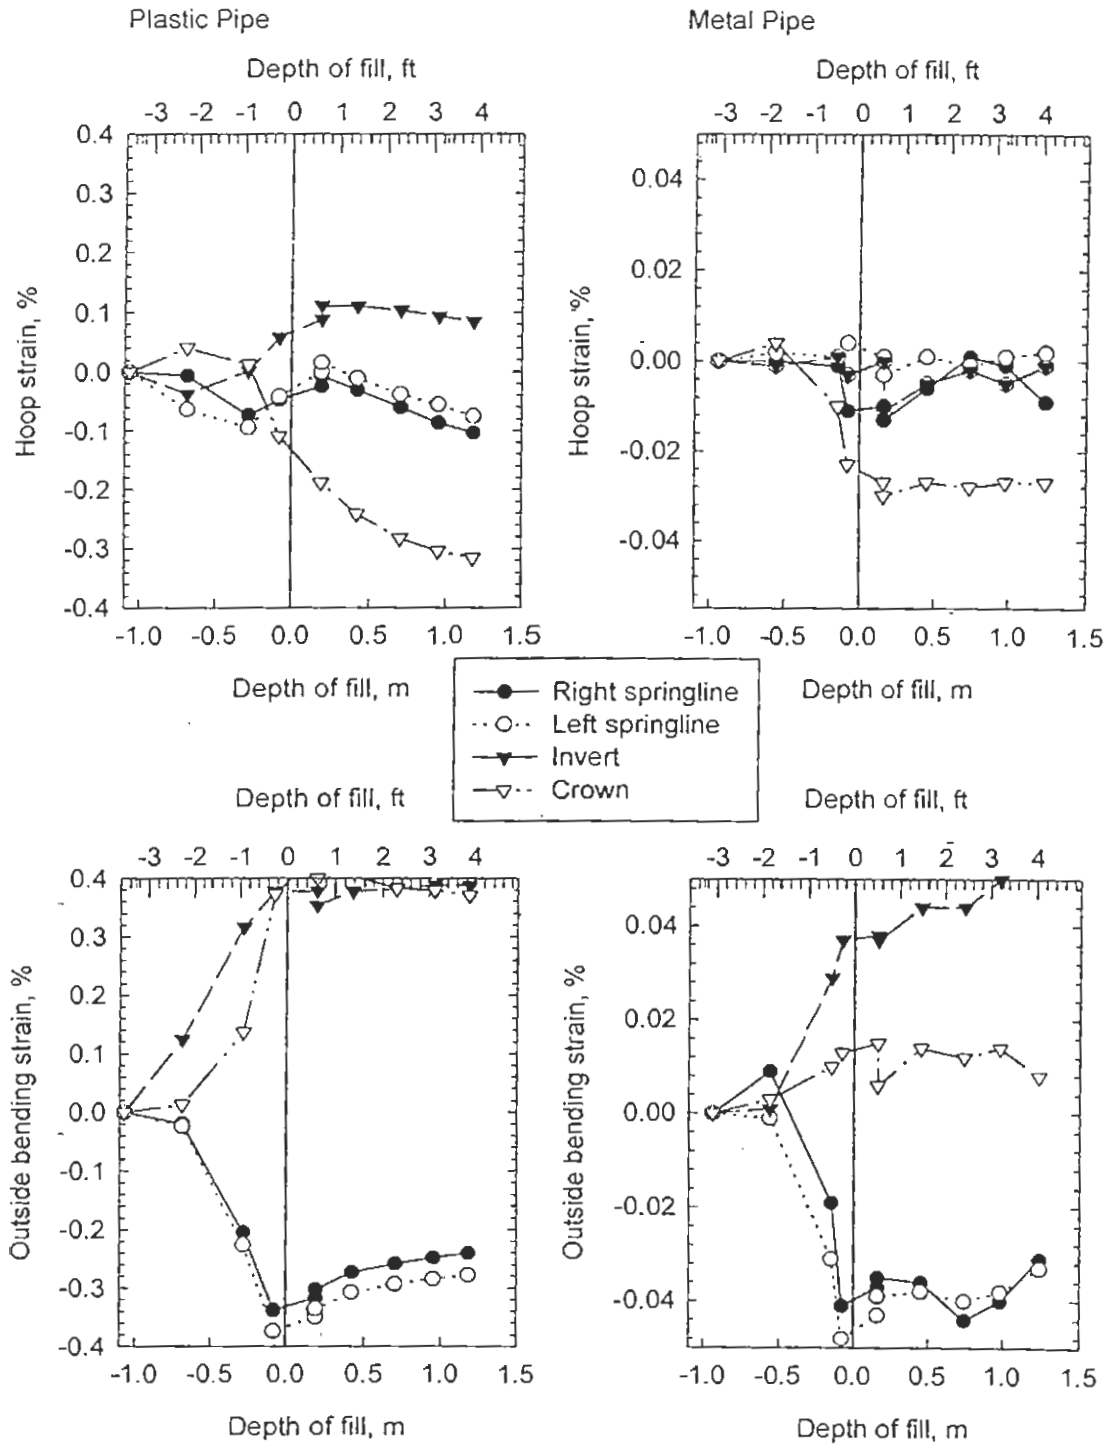 Plastic Pipe
Metal Pipe
Depth of fill, ft
Depth of fill, ft
-3 -2 -1 0 1 2 3 4
-3 -2 -1 0 1 2 3 4
0.4
0.3
0.2
0.1
0.0
-0.1
-0.2
-0.3
-0.4
Hoop strain, %
-1.0 -0.5 0.0 0.5 1.0 1.5
Depth of fill, m
0.04
0.02
0.00
-0.02
-0.04
Hoop strain, %
-1.0 -0.5 0.0 0.5 1.0 1.5
Depth of fill, m
Right springline
Left springline
Invert
Crown
Depth of fill, ft
Depth of fill, ft
-3 -2 -1 0 1 2 3 4
-3 -2 -1 0 1 2 3 4
0.4
0.3
0.2
0.1
0.0
-0.1
-0.2
-0.3
-0.4
Outside bending strain, %
-1.0 -0.5 0.0 0.5 1.0 1.5
Depth of fill, m
0.04
0.02
0.00
-0.02
-0.04
Outside bending strain, %
-1.0 -0.5 0.0 0.5 1.0 1.5
Depth of fill, m